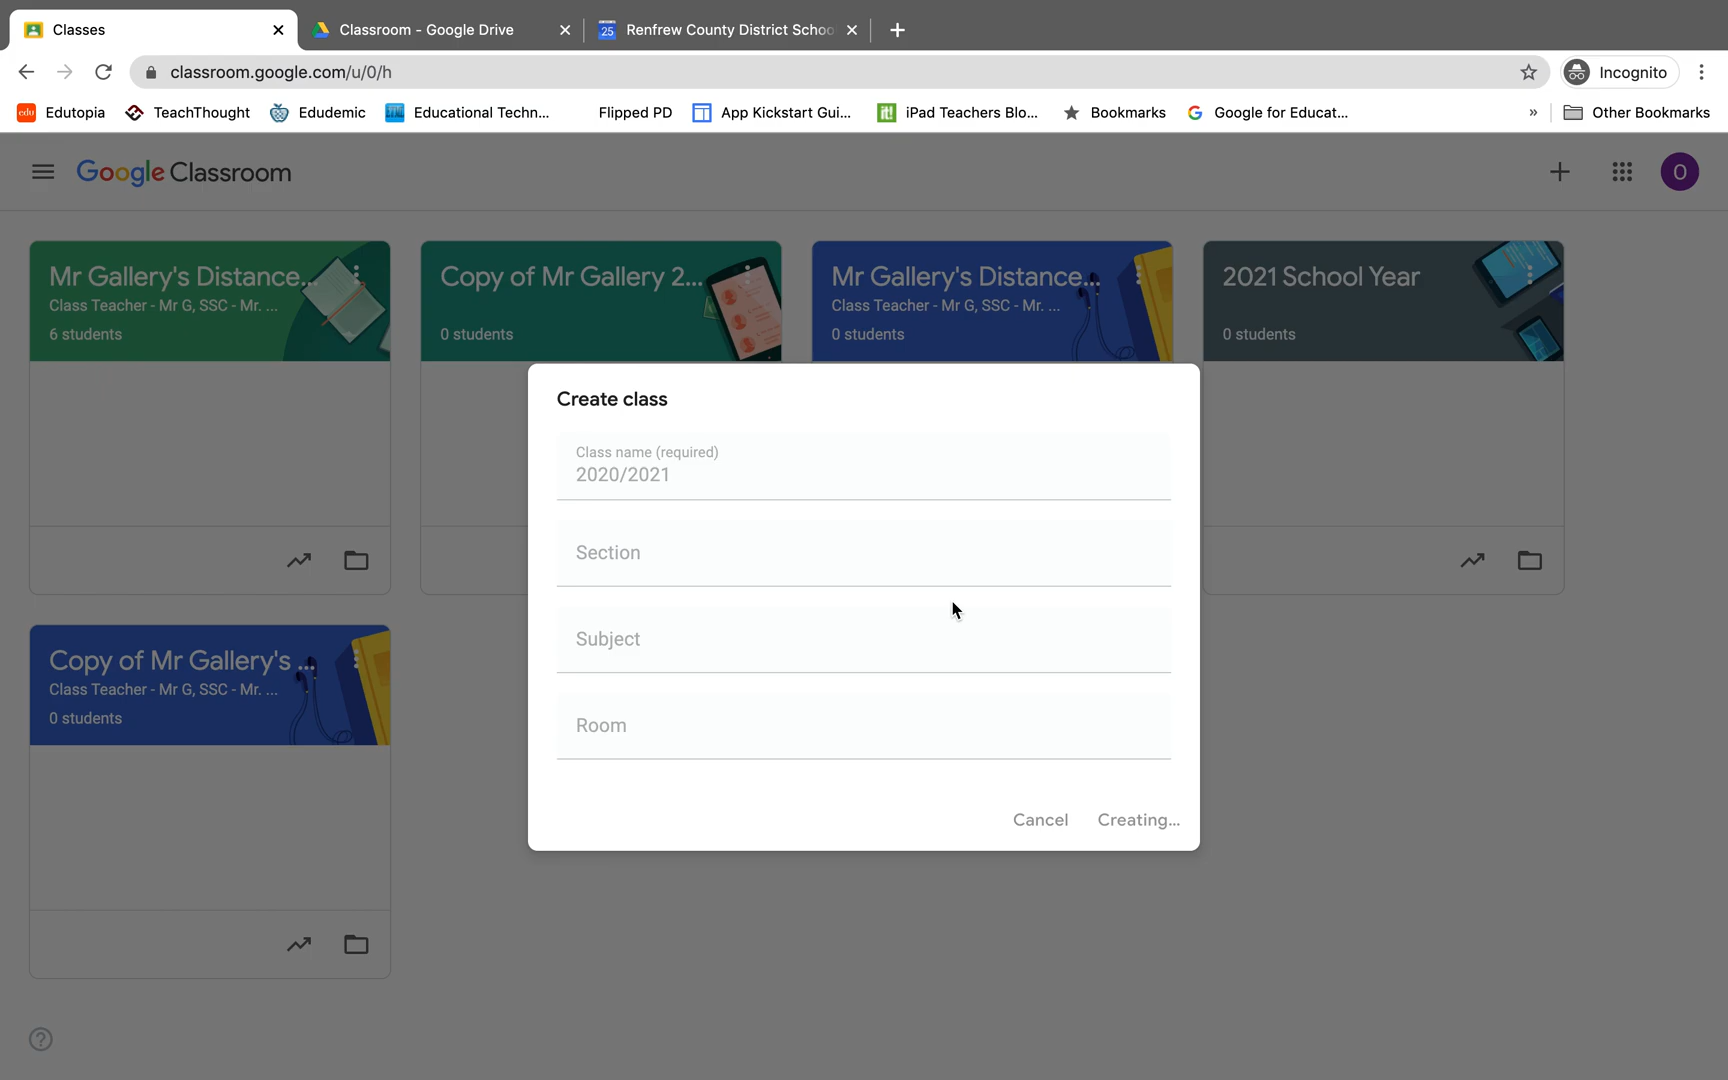 Classes
Classroom - Google Drive
25
Renfrew County District Schoo
classroom.google.com/u/0/h
Incognito
edu
Edutopia
TeachThought
Edudemic
Educational Techn...
Flipped PD
App Kickstart Gui...
it!
iPad Teachers Blo...
Bookmarks
Google for Educat...
»
Other Bookmarks
Google Classroom
O
Mr Gallery's Distance...
Class Teacher - Mr G, SSC - Mr. ...
6 students
Copy of Mr Gallery 2...
0 students
Mr Gallery's Distance...
Class Teacher - Mr G, SSC - Mr. ...
0 students
2021 School Year
0 students
Create class
Class name (required)
2020/2021
Section
Subject
Room
Cancel
Creating...
Copy of Mr Gallery's ...
Class Teacher - Mr G, SSC - Mr. ...
0 students
?